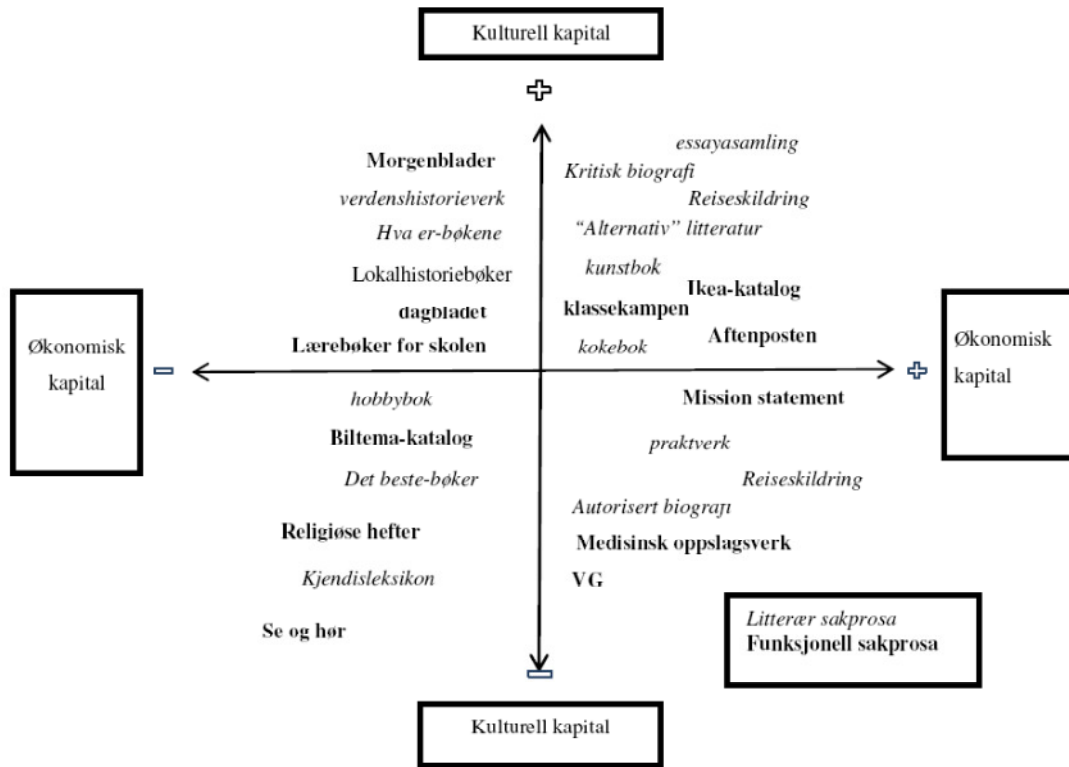 Kulturell kapital
essayasamling
Morgenblader
Kritisk biografi
verdenshistorieverk
Reiseskildring
Hva er-bøkene
“Alternativ” litteratur
Lokalhistoriebøker
kunstbok
Ikea-katalog
dagbladet
klassekampen
Aftenposten
Lærebøker for skolen
kokebok
Økonomisk
kapital
Økonomisk
kapital
hobbybok
Mission statement
Biltema-katalog
praktverk
Det beste-bøker
Reiseskildring
Autorisert biografi
Religiøse hefter
Medisinsk oppslagsverk
Kjendisleksikon
VG
Se og hør
Litterær sakprosa
Funksjonell sakprosa
Kulturell kapital